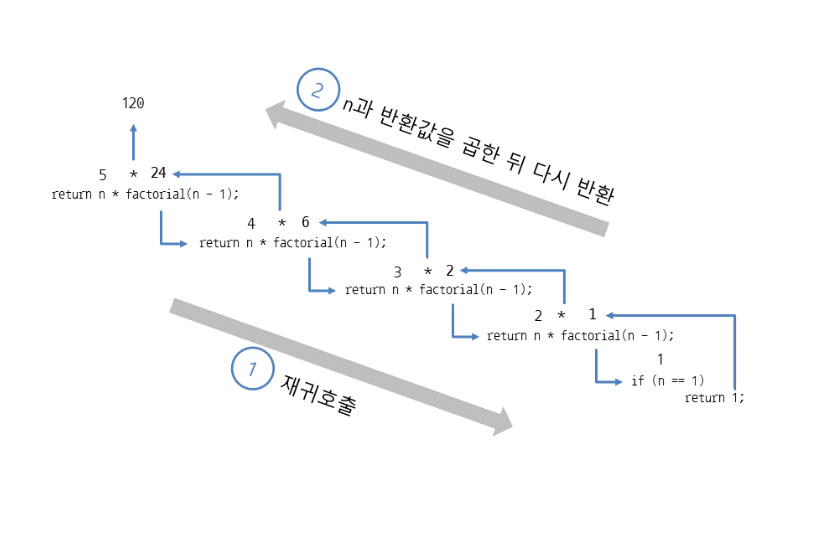 2
n과 반환값을 곱한 뒤 다시 반환
120
5 * 24
return n * factorial(n - 1);
4 * 6
return n * factorial(n - 1);
3 * 2
return n * factorial(n - 1);
2 * 1
return n * factorial(n - 1);
1
if (n == 1)
return 1;
1
재귀호출